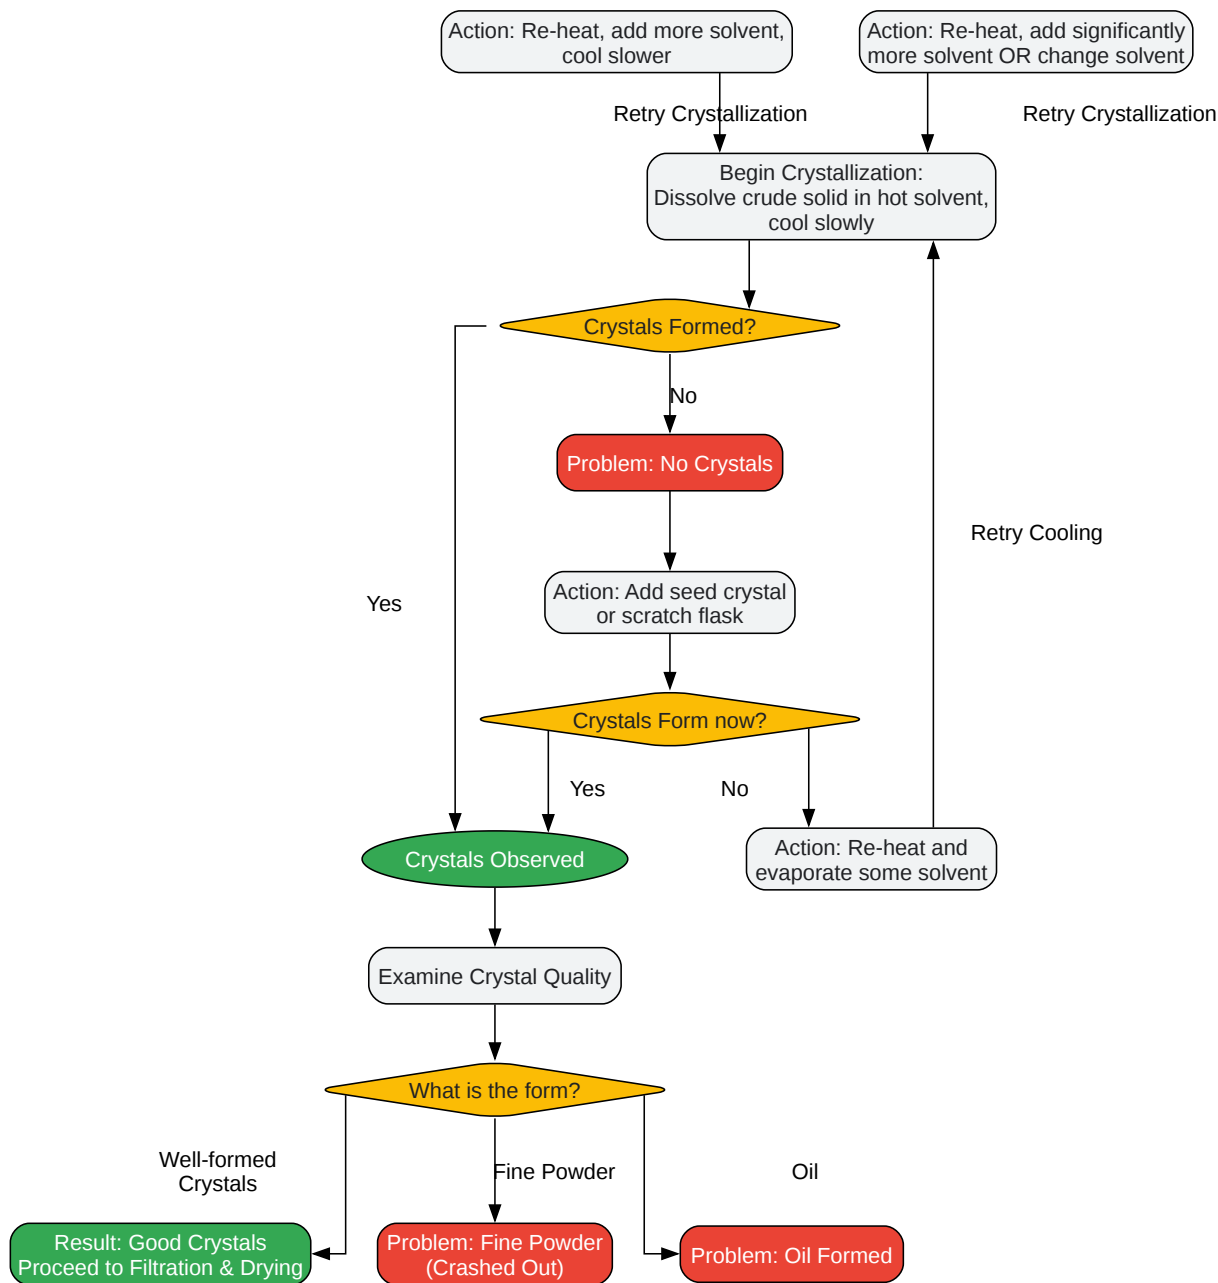 Action: Re-heat, add more solvent,
cool slower
Action: Re-heat, add significantly
more solvent OR change solvent
Retry Crystallization
Retry Crystallization
Begin Crystallization:
Dissolve crude solid in hot solvent,
cool slowly
Crystals Formed?
No
Problem: No Crystals
Retry Cooling
Action: Add seed crystal
or scratch flask
Yes
Crystals Form now?
Yes
No
Crystals Observed
Action: Re-heat and
evaporate some solvent
Examine Crystal Quality
What is the form?
Well-formed
Crystals
Fine Powder
Oil
Result: Good Crystals
Proceed to Filtration & Drying
Problem: Fine Powder
(Crashed Out)
Problem: Oil Formed